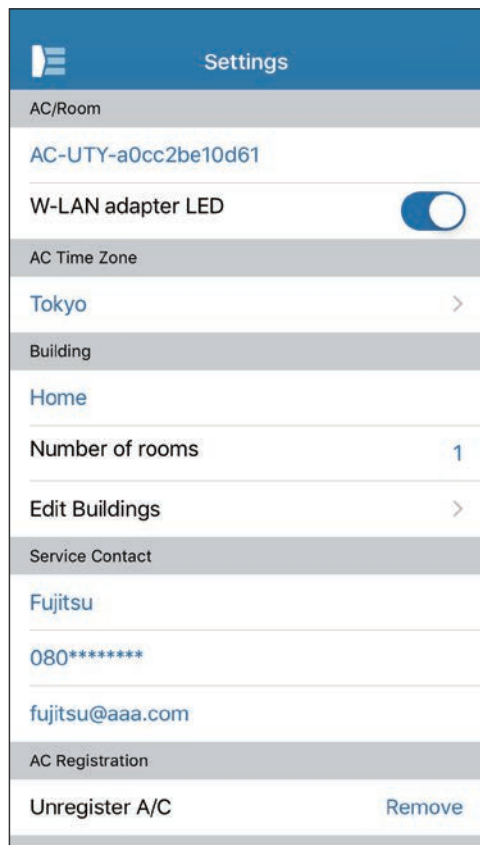 Settings
AC/Room
AC-UTY-a0cc2be10d61
W-LAN adapter LED
AC Time Zone
Tokyo
Building
Home
Number of rooms 1
Edit Buildings
Service Contact
Fujitsu
080********
fujitsu@aaa.com
AC Registration
Unregister A/C Remove